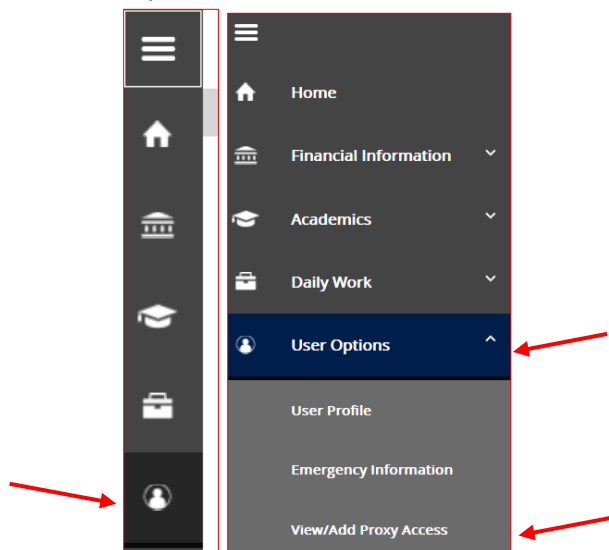 Home
Financial Information
Academics
Daily Work
User Options
User Profile
Emergency Information
View/Add Proxy Access